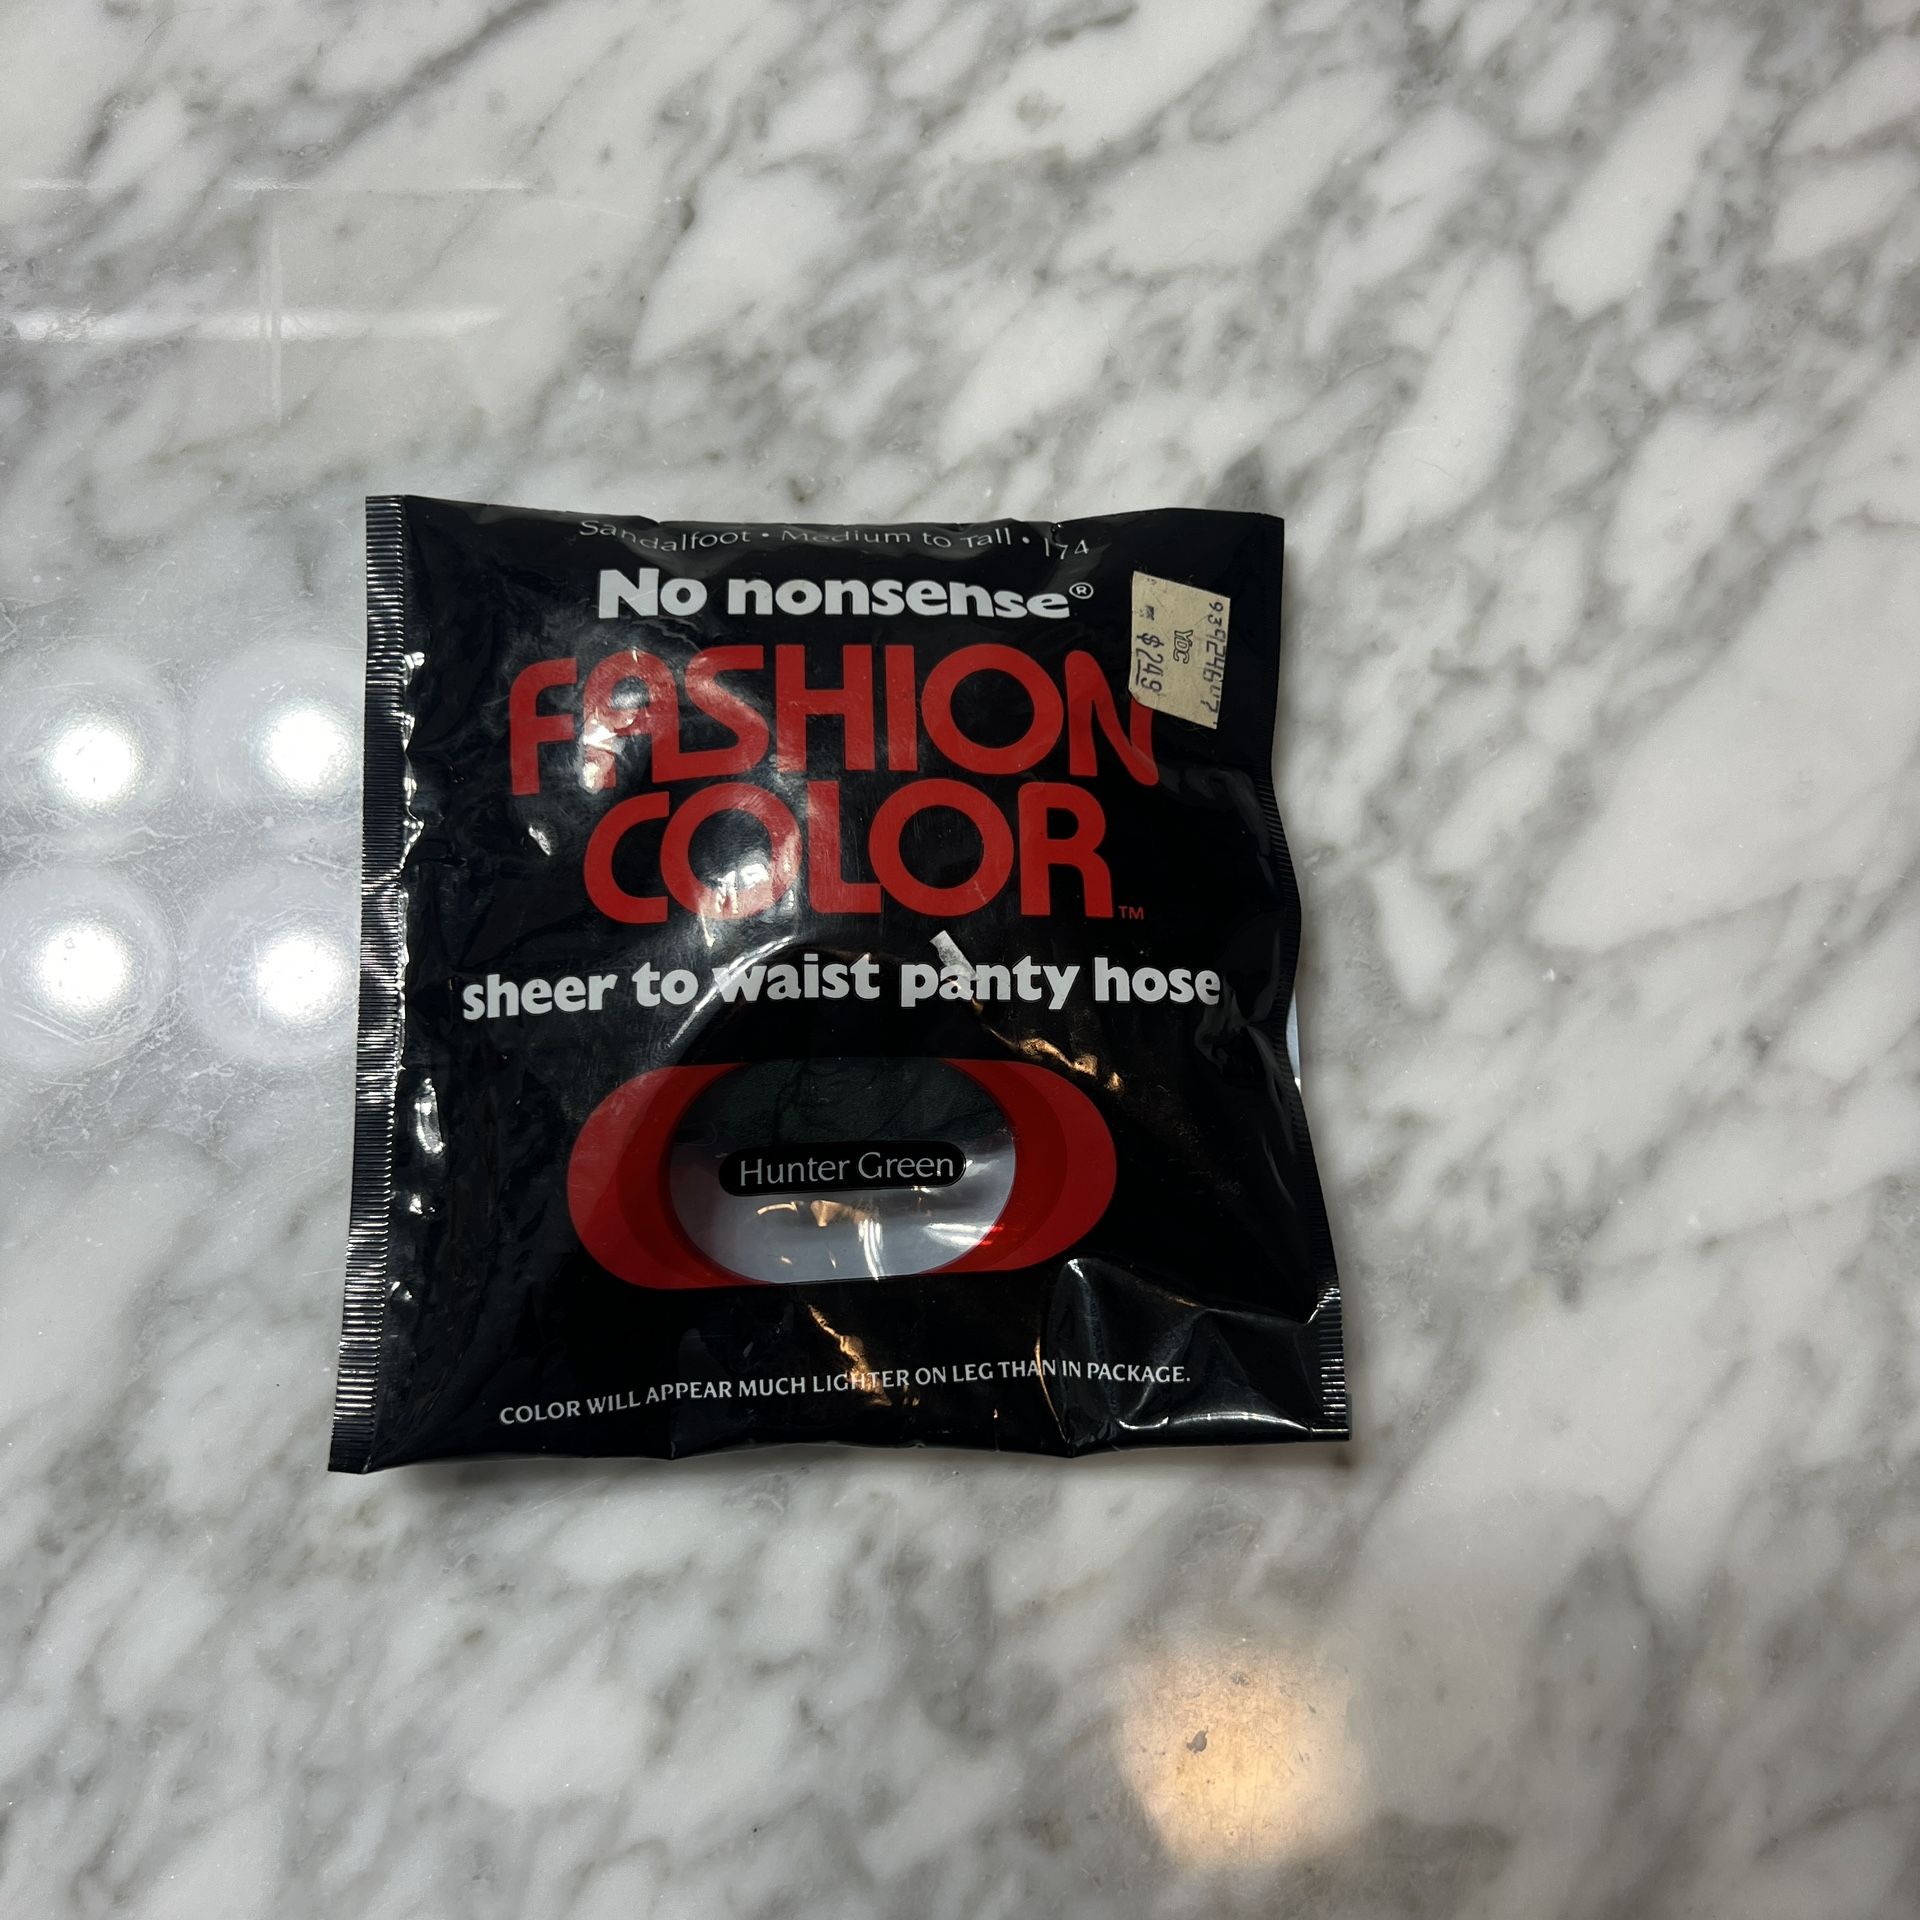 Sandalfoot • Medium to Tall • 174
No nonsense®
FASHION
COLOR™
sheer to waist panty hose
Hunter Green
COLOR WILL APPEAR MUCH LIGHTER ON LEG THAN IN PACKAGE.
$2.49